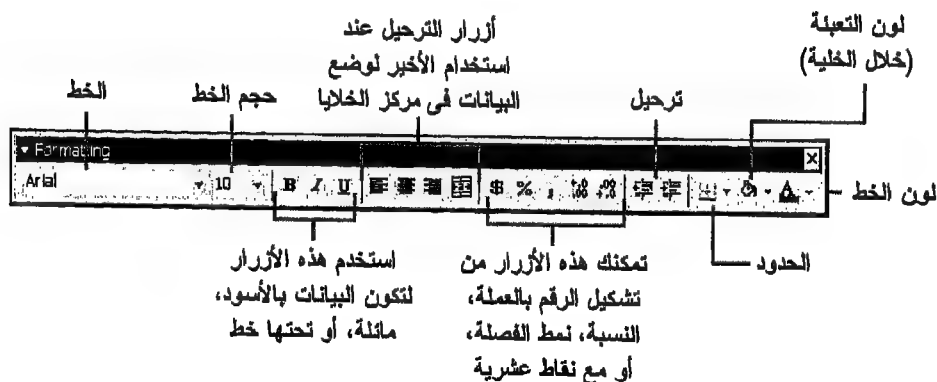 لون التعبئة
(خلال الخلية)
أزرار الترحيل عند
استخدام الأخير لوضع
البيانات فى مركز الخلايا
ترحيل
حجم الخط
الخط
Formatting
Arial 10 B I U $ % , .00 A
لون الخط
الحدود
تمكنك هذه الأزرار من
تشكيل الرقم بالعملة،
النسبة، نمط الفصلة،
أو مع نقاط عشرية
استخدم هذه الأزرار
لتكون البيانات بالأسود،
مائلة، أو تحتها خط